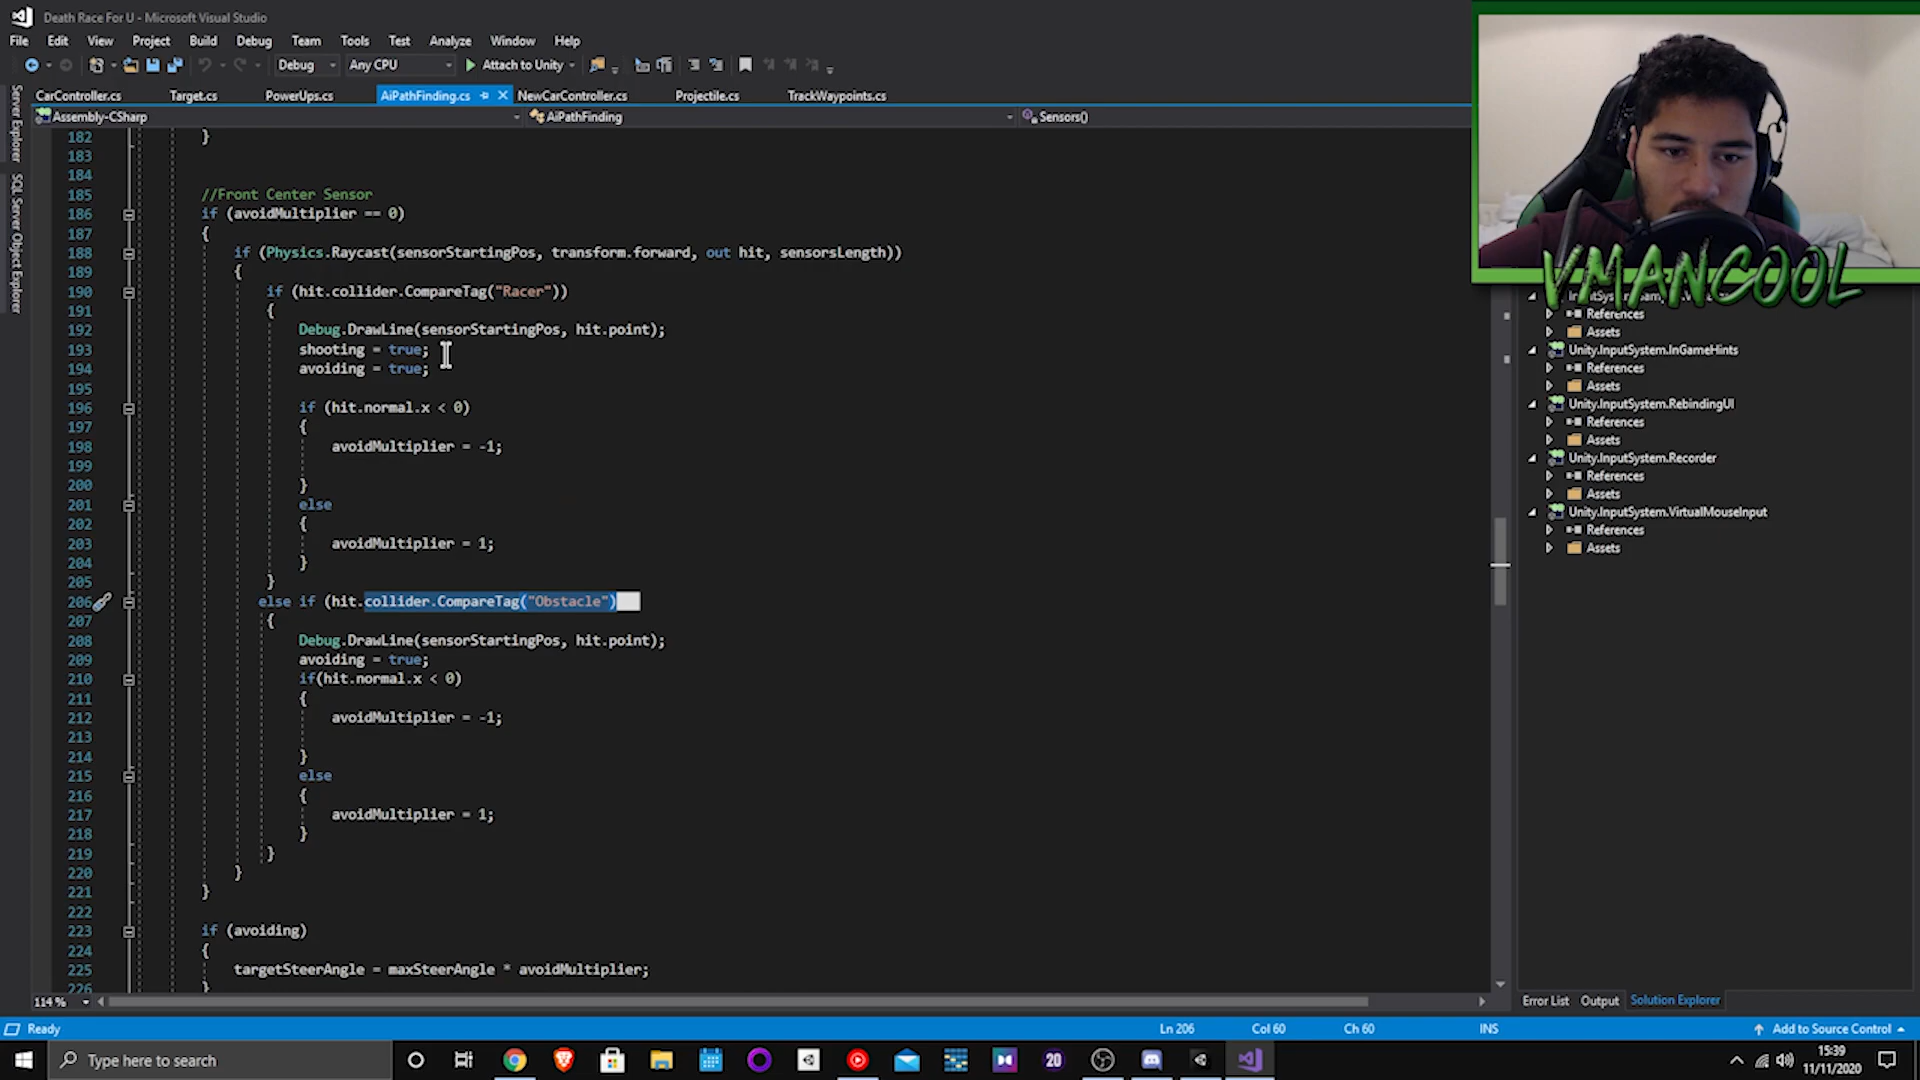 Death Race For U - Microsoft Visual Studio
File Edit View Project Build Debug Team Tools Test Analyze Window Help
Debug Any CPU Attach to Unity
CarController.cs Target.cs PowerUps.cs AiPathFinding.cs NewCarController.cs Projectile.cs TrackWaypoints.cs
Assembly-CSharp AiPathFinding Sensors()
Server Explorer
SQL Server Object Explorer
182 }
183
184
185 //Front Center Sensor
186 if (avoidMultiplier == 0)
187 {
188 if (Physics.Raycast(sensorStartingPos, transform.forward, out hit, sensorsLength))
189 {
190 if (hit.collider.CompareTag("Racer"))
191 {
192 Debug.DrawLine(sensorStartingPos, hit.point);
193 shooting = true;
194 avoiding = true;
195
196 if (hit.normal.x < 0)
197 {
198 avoidMultiplier = -1;
199
200 }
201 else
202 {
203 avoidMultiplier = 1;
204 }
205 }
206 else if (hit.collider.CompareTag("Obstacle")
207 {
208 Debug.DrawLine(sensorStartingPos, hit.point);
209 avoiding = true;
210 if(hit.normal.x < 0)
211 {
212 avoidMultiplier = -1;
213
214 }
215 else
216 {
217 avoidMultiplier = 1;
218 }
219 }
220 }
221 }
222
223 if (avoiding)
224 {
225 targetSteerAngle = maxSteerAngle * avoidMultiplier;
226 }
VMANCOOL
References
Assets
Unity.InputSystem.InGameHints
References
Assets
Unity.InputSystem.RebindingUI
References
Assets
Unity.InputSystem.Recorder
References
Assets
Unity.InputSystem.VirtualMouseInput
References
Assets
114 %
Error List Output Solution Explorer
Ready Ln 206 Col 60 Ch 60 INS Add to Source Control
Type here to search 20 15:39
11/11/2020